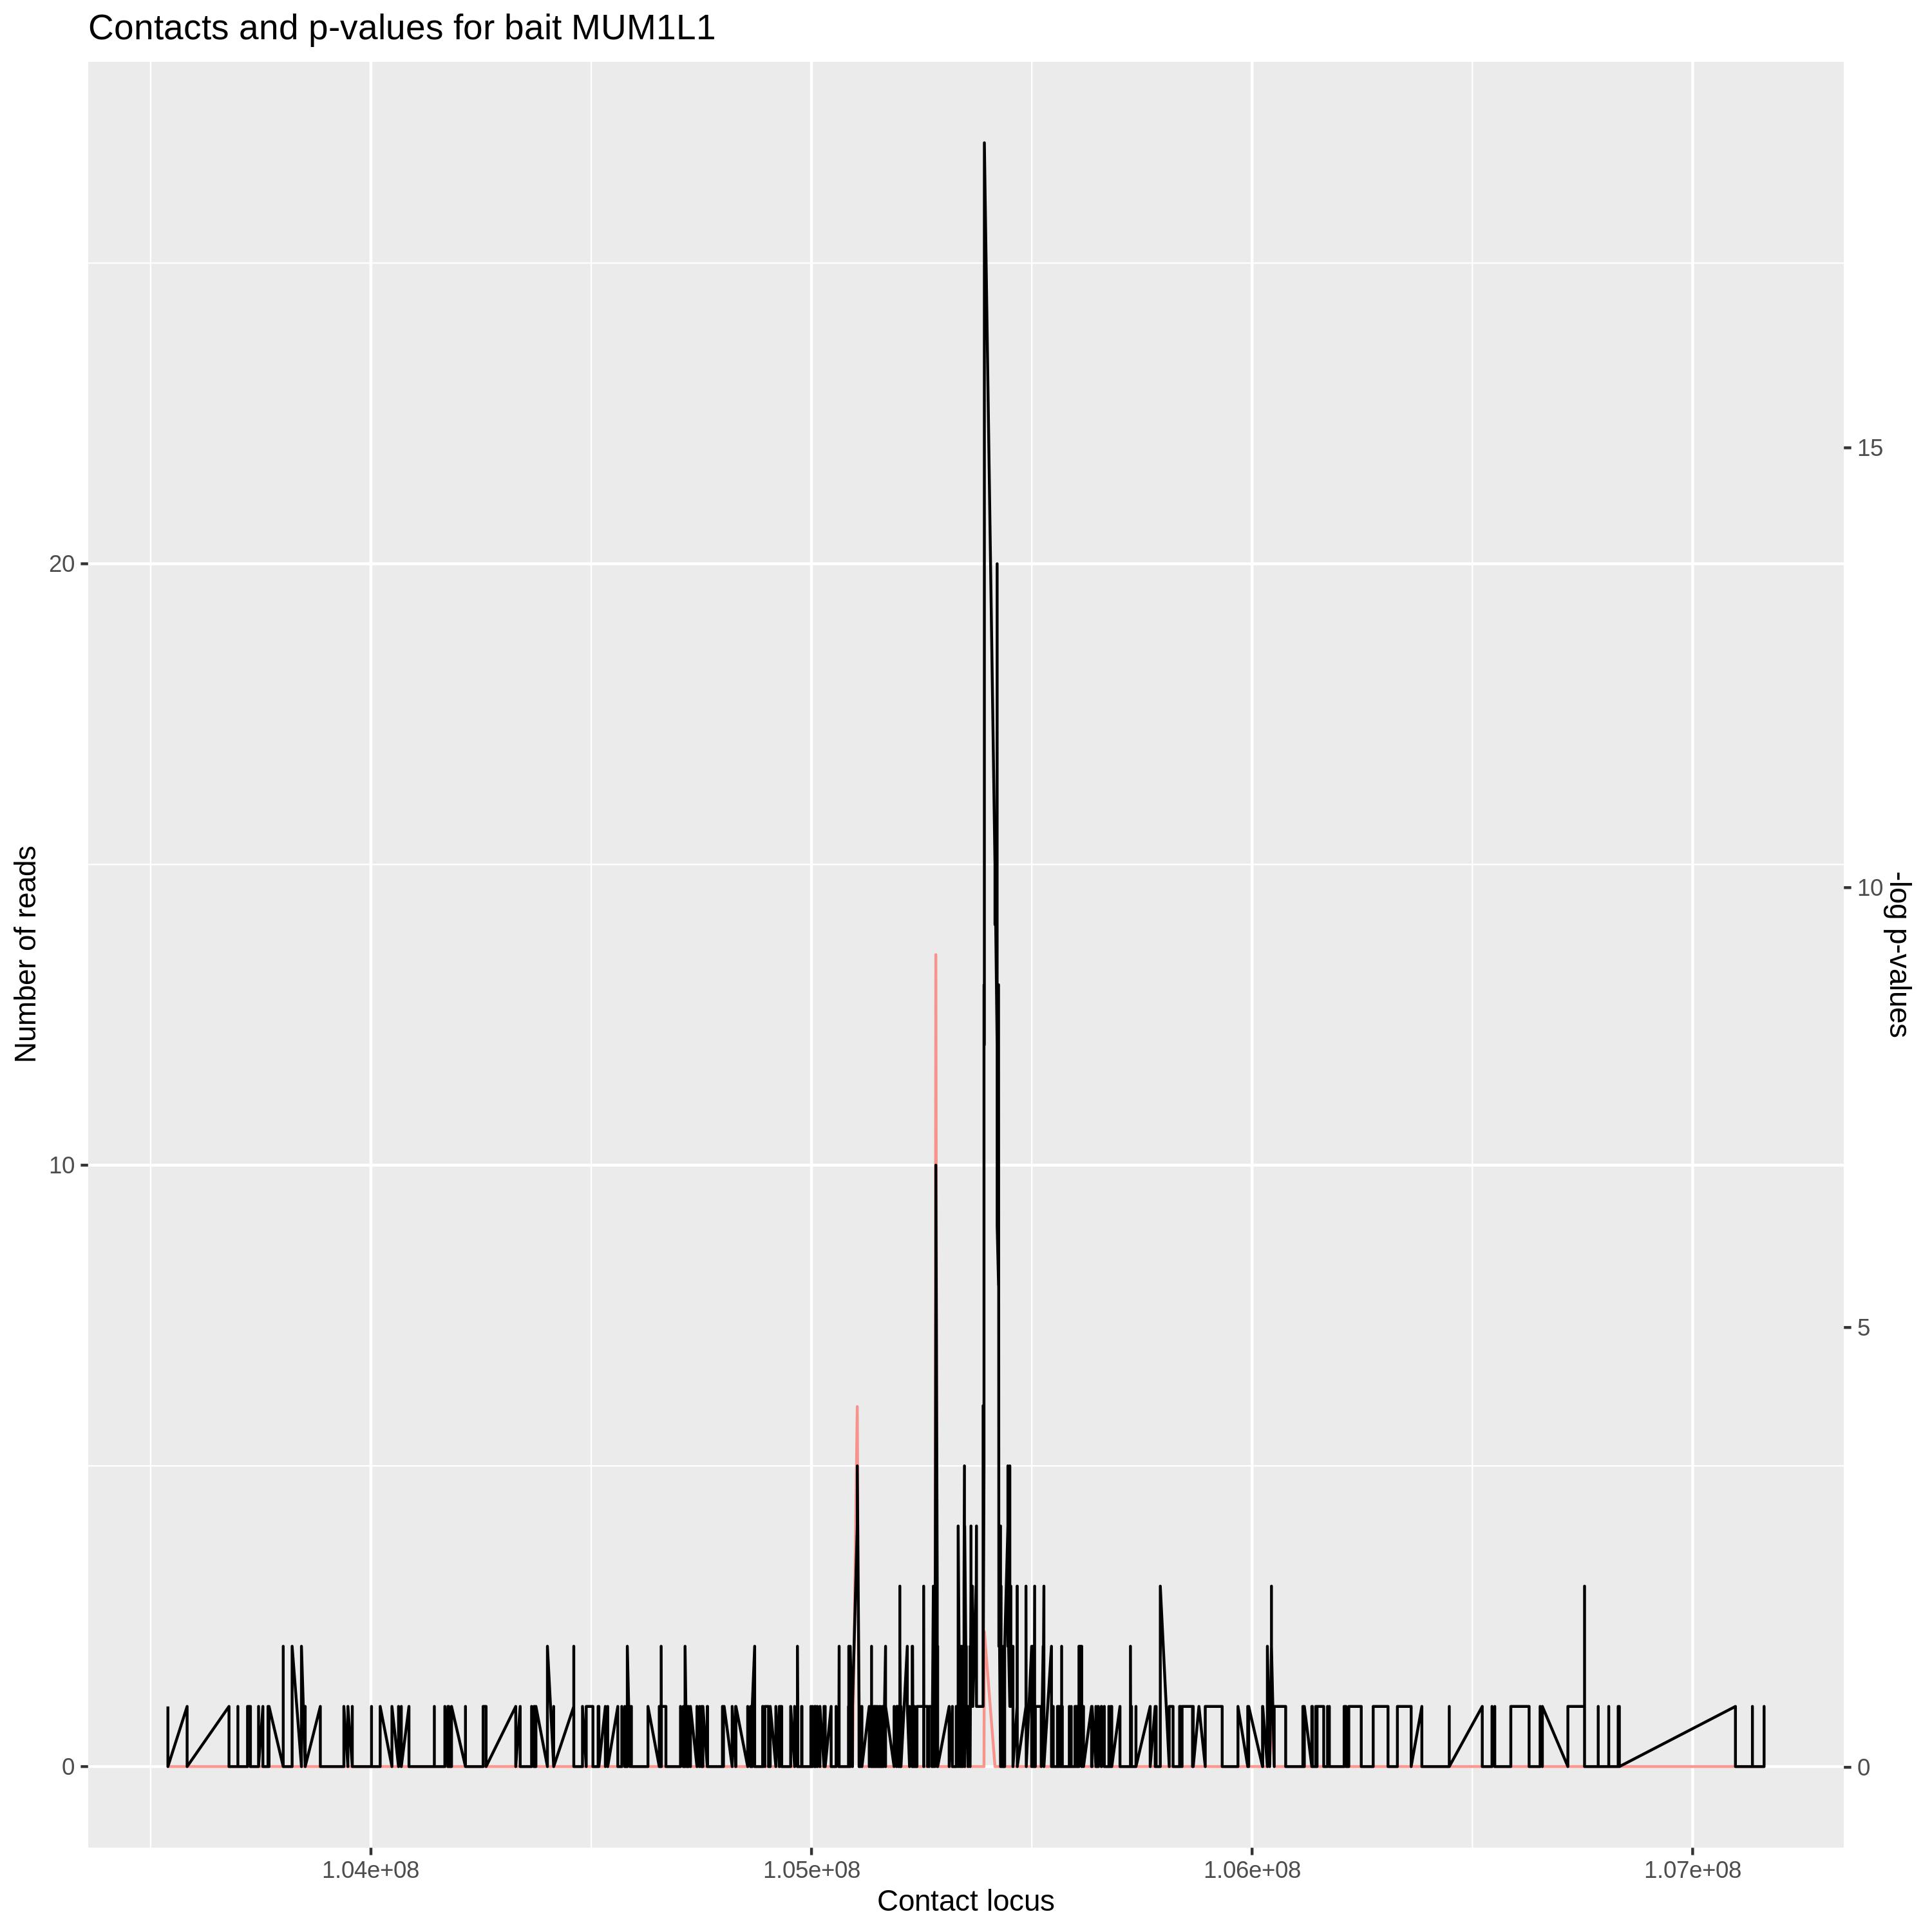 Contacts and p-values for bait MUM1L1
20
10
0
Number of reads
15
10
5
0
-log p-values
1.04e+08 1.05e+08 1.06e+08 1.07e+08
Contact locus